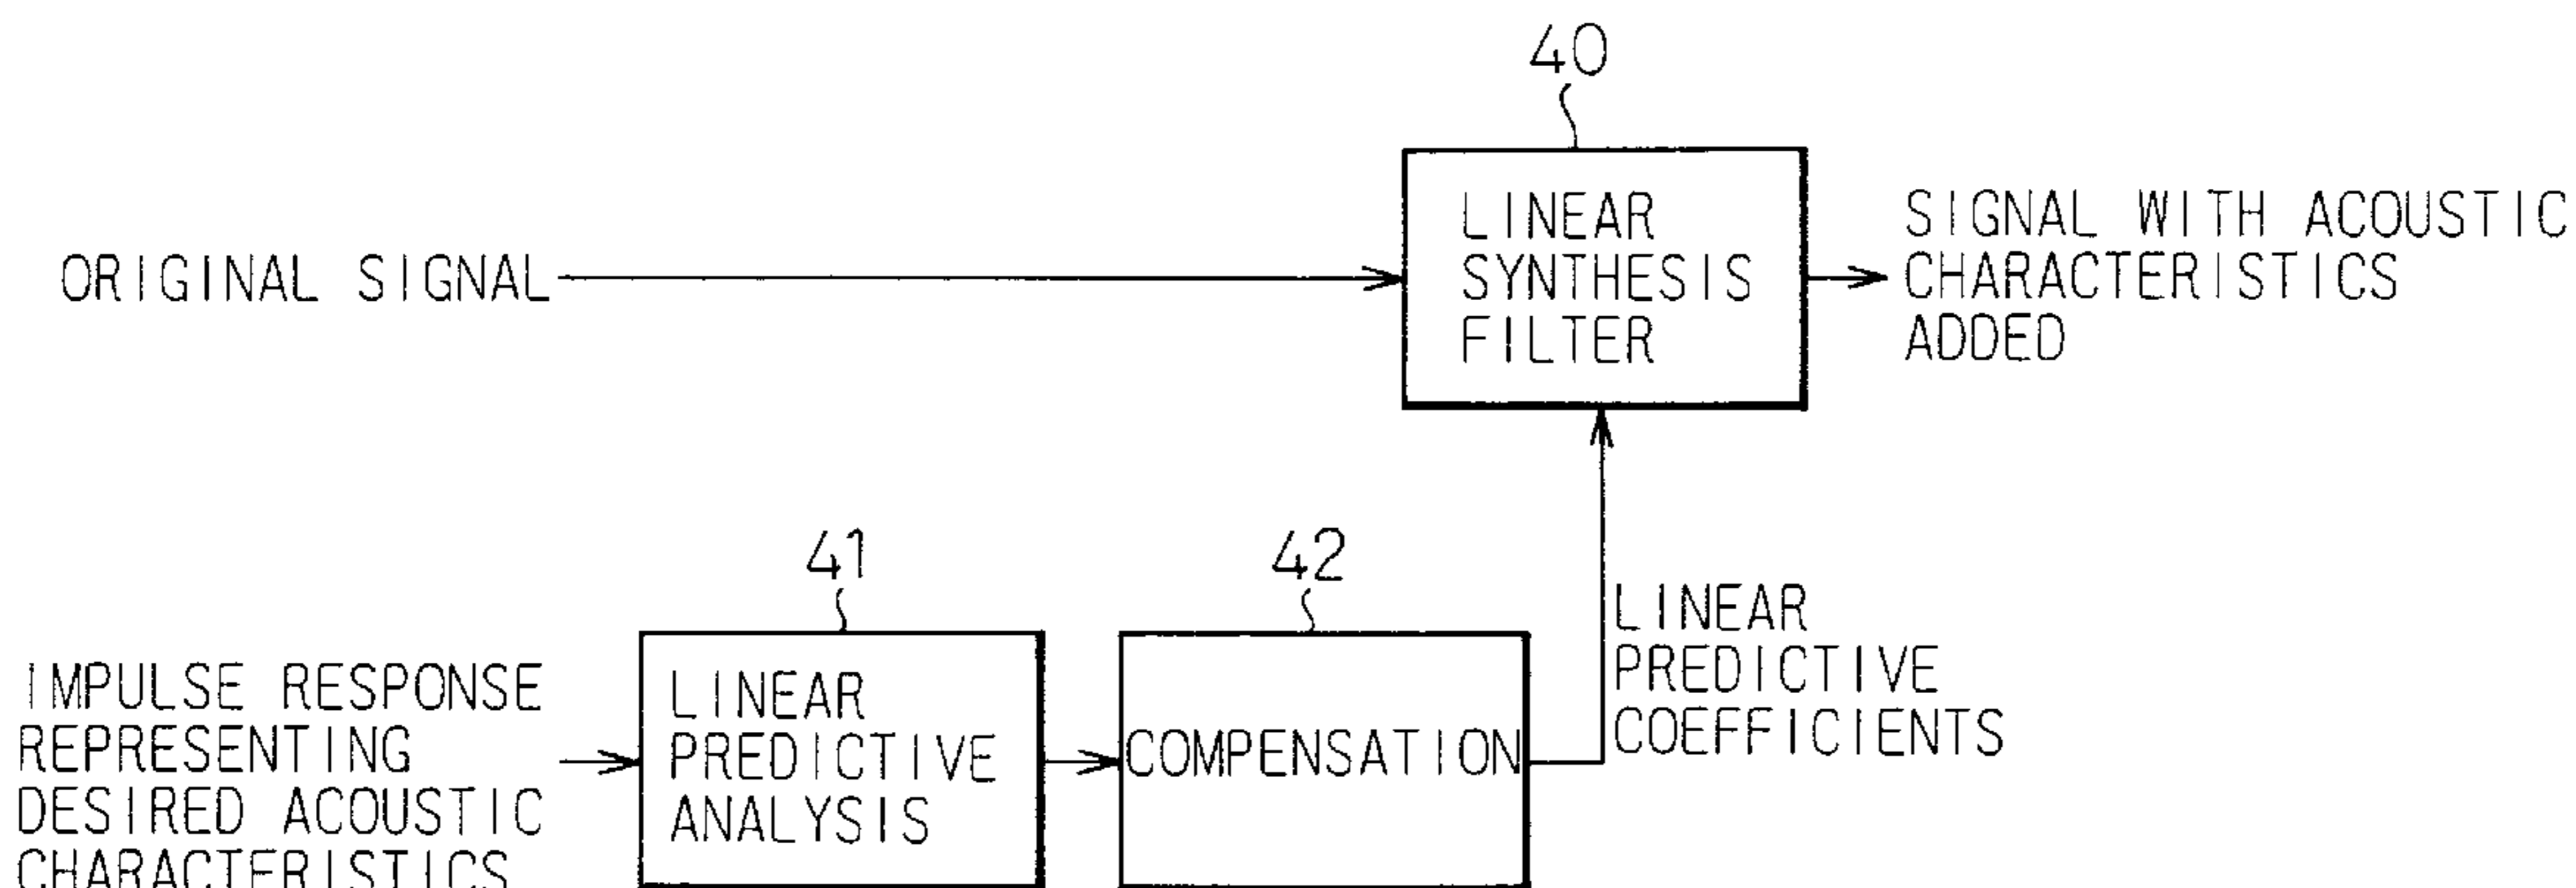 40
LINEAR
SYNTHESIS
FILTER
ORIGINAL SIGNAL
SIGNAL WITH ACOUSTIC
CHARACTERISTICS
ADDED
41
42
LINEAR
PREDICTIVE
COEFFICIENTS
IMPULSE RESPONSE
REPRESENTING
DESIRED ACOUSTIC
CHARACTERISTICS
LINEAR
PREDICTIVE
ANALYSIS
COMPENSATION